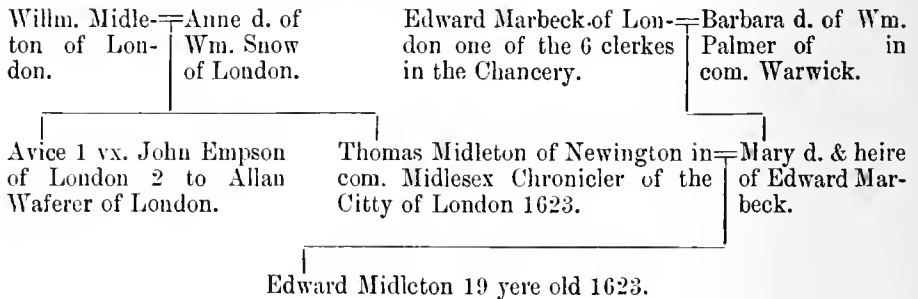 Willm. Midle-
ton of Lon-
don.
Anne d. of
Wm. Snow
of London.
Edward Marbeck of Lon-
don one of the 6 clerkes
in the Chancery.
Barbara d. of Wm.
Palmer of in
com. Warwick.
Avice 1 vx. John Empson
of London 2 to Allan
Waferer of London.
Thomas Midleton of Newington in
com. Midlesex Chronicler of the
Citty of London 1623.
Mary d. & heire
of Edward Mar-
beck.
Edward Midleton 19 yere old 1623.